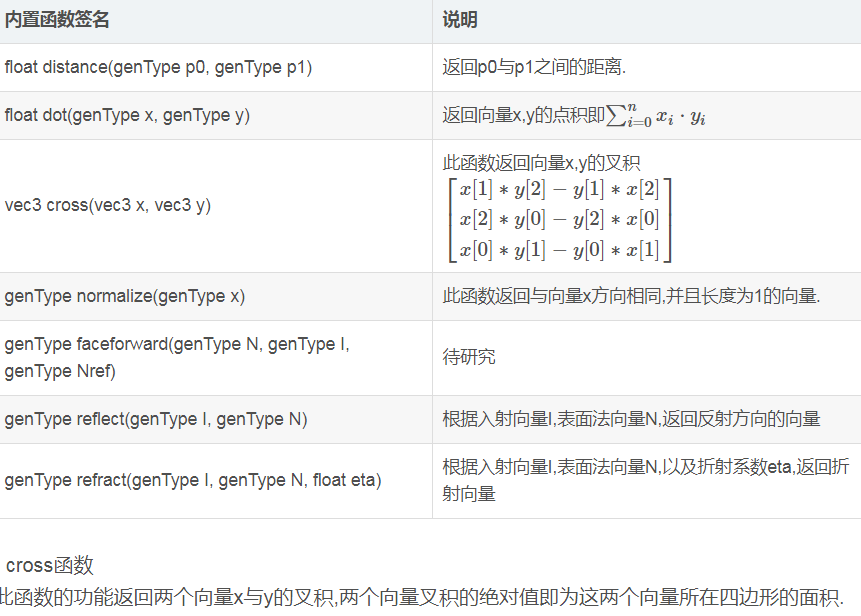 内置函数签名 说明
float distance(genType p0, genType p1) 返回p0与p1之间的距离.
float dot(genType x, genType y) 返回向量x,y的点积即∑_{i=0}^{n} x_i · y_i
此函数返回向量x,y的叉积
vec3 cross(vec3 x, vec3 y)
x[1] ∗ y[2] − y[1] ∗ x[2]
x[2] ∗ y[0] − y[2] ∗ x[0]
x[0] ∗ y[1] − y[0] ∗ x[1]
genType normalize(genType x) 此函数返回与向量x方向相同,并且长度为1的向量.
genType faceforward(genType N, genType I,
genType Nref)
待研究
genType reflect(genType I, genType N) 根据入射向量I,表面法向量N,返回反射方向的向量
genType refract(genType I, genType N, float eta)
根据入射向量I,表面法向量N,以及折射系数eta,返回折
射向量
cross函数
此函数的功能返回两个向量x与y的叉积,两个向量叉积的绝对值即为这两个向量所在四边形的面积.